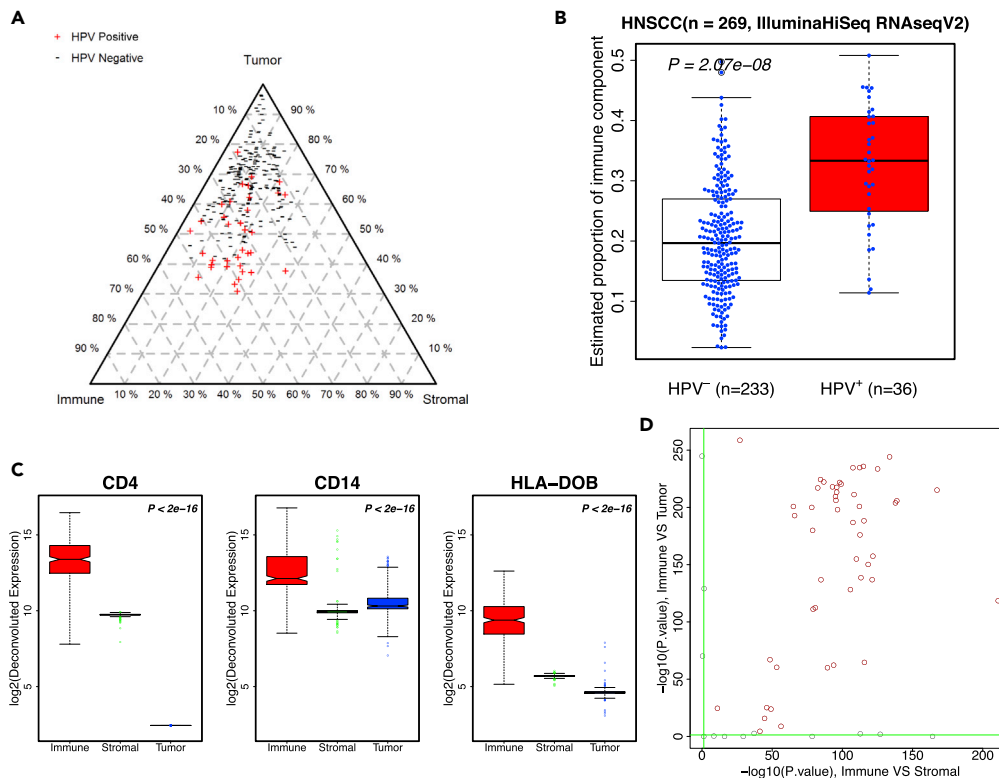 A
+ HPV Positive
- HPV Negative
Tumor
10 % 90 %
20 % 80 %
30 % 70 %
40 % 60 %
50 % 50 %
60 % 40 %
70 % 30 %
80 % 20 %
90 % 10 %
Immune 10 % 20 % 30 % 40 % 50 % 60 % 70 % 80 % 90 % Stromal
B
HNSCC(n = 269, IlluminaHiSeq RNAseqV2)
P = 2.07e−08
Estimated proportion of immune component
0.5
0.4
0.3
0.2
0.1
HPV⁻ (n=233) HPV⁺ (n=36)
C
CD4
P < 2e−16
log2(Deconvoluted Expression)
15
10
5
Immune Stromal Tumor
CD14
P < 2e−16
log2(Deconvoluted Expression)
15
10
5
Immune Stromal Tumor
HLA−DOB
P < 2e−16
log2(Deconvoluted Expression)
15
10
5
Immune Stromal Tumor
D
−log10(P.value), Immune VS Tumor
250
200
150
100
50
0
0 50 100 150 200
−log10(P.value), Immune VS Stromal